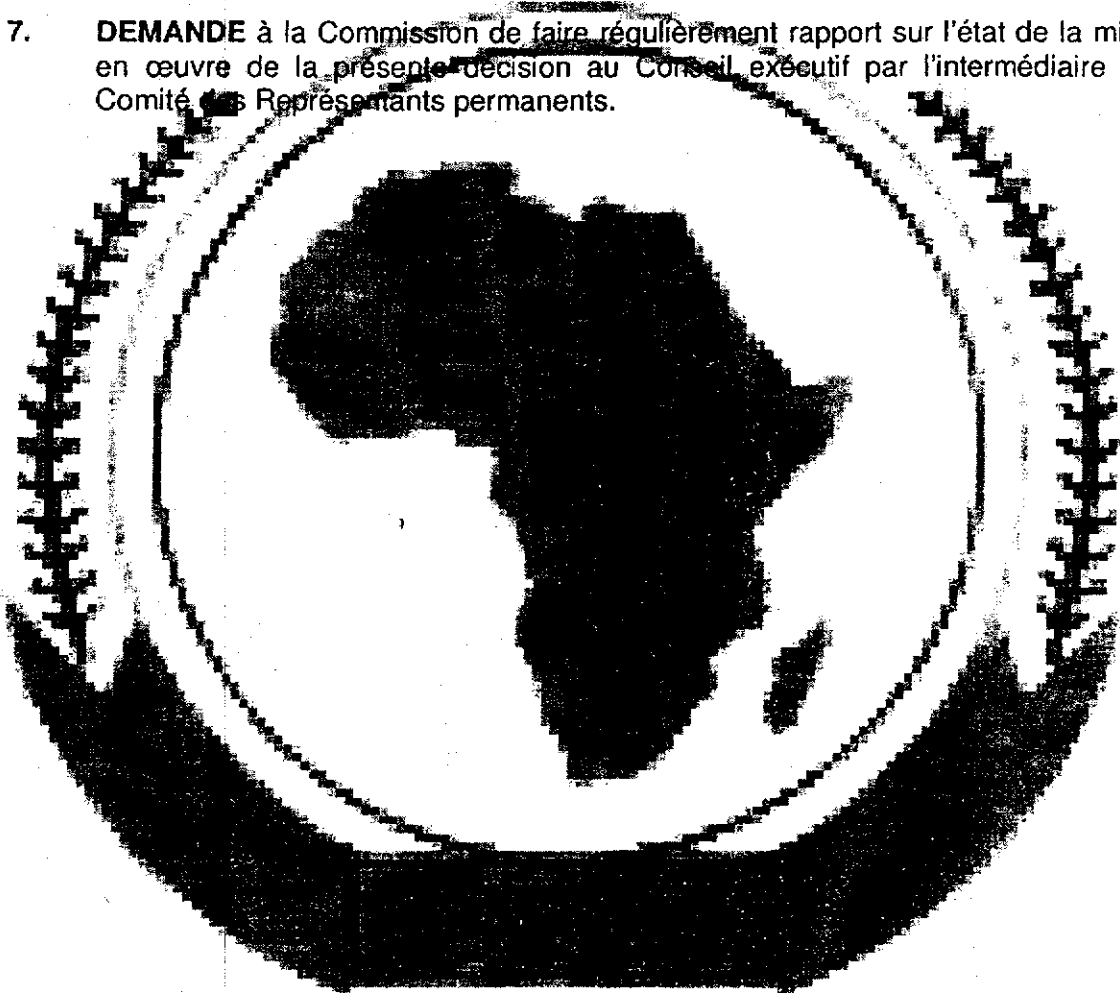 7. DEMANDE à la Commission de faire régulièrement rapport sur l'état de la mi
en œuvre de la présente décision au Conseil exécutif par l'intermédiaire
Comité des Représentants permanents.